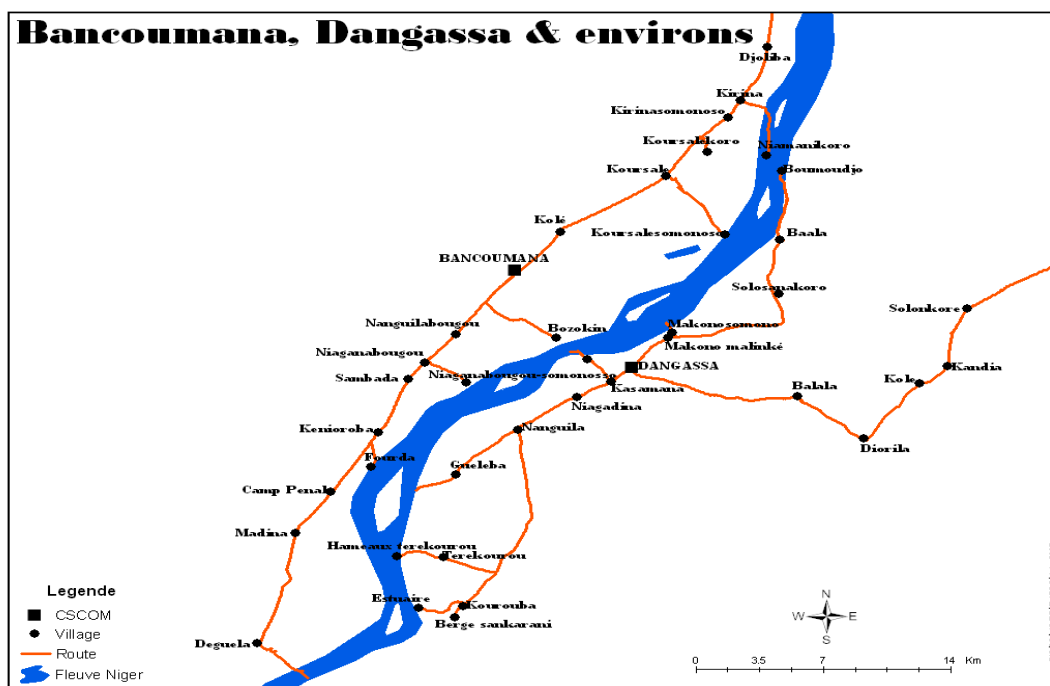 Bancoumana, Dangassa & environs
Djoliba
Kirina
Kirinasomonoso
Koursalekoro
Niamanikoro
Koursale
Boumoudjo
Kolé
Koursalesomonoso
Baala
BANCOUMANA
Solosanakoro
Solonkore
Nanguilabougou
Bozokin
Makonosomono
Makono malinké
Niaganabougou
DANGASSA
Kandia
Sambada
Niaganabougou-somonosso
Kasamana
Balala
Kole
Niagadina
Kenioroba
Nanguila
Diorila
Fourda
Gueleba
Camp Penal
Madina
Hameaux terekourou
Terekourou
Estuaire
Kourouba
Berge sankarani
Deguela
Legende
CSCOM
Village
Route
Fleuve Niger
N
W E
S
0 3.5 7 14 Km